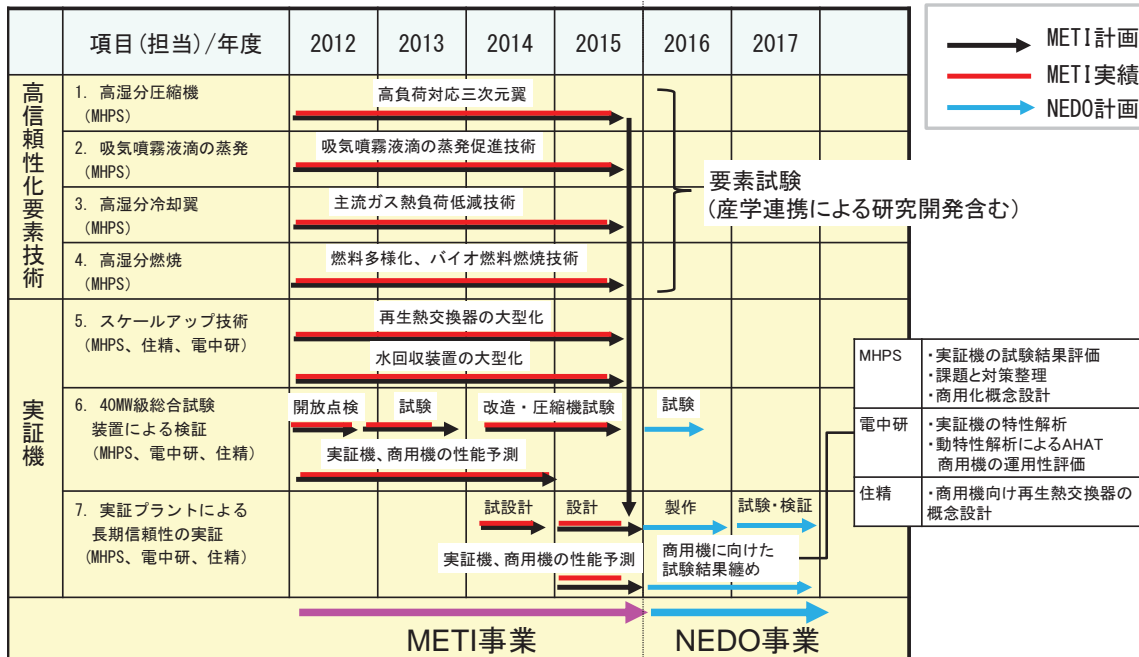 項目(担当)/年度
2012
2013
2014
2015
2016
2017
METI計画
METI実績
NEDO計画
高信頼性化要素技術
1. 高湿分圧縮機
(MHPS)
高負荷対応三次元翼
2. 吸気噴霧液滴の蒸発
(MHPS)
吸気噴霧液滴の蒸発促進技術
3. 高湿分冷却翼
(MHPS)
主流ガス熱負荷低減技術
4. 高湿分燃焼
(MHPS)
燃料多様化、バイオ燃料燃焼技術
要素試験
(産学連携による研究開発含む)
実証機
5. スケールアップ技術
(MHPS、住精、電中研)
再生熱交換器の大型化
水回収装置の大型化
6. 40MW級総合試験
装置による検証
(MHPS、電中研、住精)
開放点検
試験
改造・圧縮機試験
試験
実証機、商用機の性能予測
7. 実証プラントによる
長期信頼性の実証
(MHPS、電中研、住精)
試設計
設計
製作
試験・検証
実証機、商用機の性能予測
商用機に向けた
試験結果纏め
MHPS
・実証機の試験結果評価
・課題と対策整理
・商用化概念設計
電中研
・実証機の特性解析
・動特性解析によるAHAT
商用機の運用性評価
住精
・商用機向け再生熱交換器の
概念設計
METI事業
NEDO事業